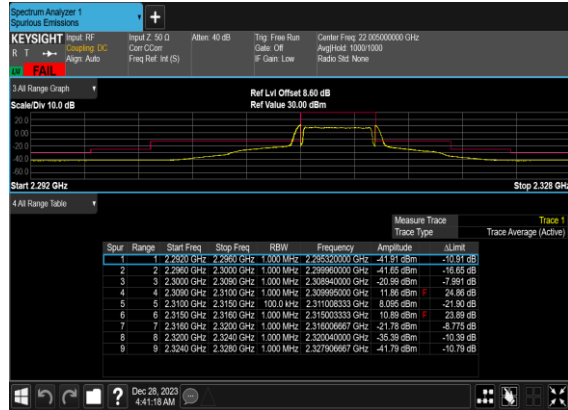 Spectrum Analyzer 1
Spurious Emissions
KEYSIGHT Input: RF Input Z: 50 Ω Atten: 40 dB Trig: Free Run Center Freq: 22.005000000 GHz
R T Coupling: DC Corr CCorr Gate: Off Avg|Hold: 1000/1000
Align: Auto Freq Ref: Int (S) IF Gain: Low Radio Std: None
FAIL
3 All Range Graph
Ref Lvl Offset 8.60 dB
Scale/Div 10.0 dB Ref Value 30.00 dBm
20.0
0.00
-20.0
-40.0
-60.0
Start 2.292 GHz Stop 2.328 GHz
4 All Range Table
Measure Trace Trace 1
Trace Type Trace Average (Active)
Spur Range Start Freq Stop Freq RBW Frequency Amplitude ΔLimit
1 1 2.2920 GHz 2.2960 GHz 1.000 MHz 2.295320000 GHz -41.91 dBm -10.91 dB
2 2 2.2960 GHz 2.3000 GHz 1.000 MHz 2.299960000 GHz -41.65 dBm -16.65 dB
3 3 2.3000 GHz 2.3090 GHz 1.000 MHz 2.308940000 GHz -20.99 dBm -7.991 dB
4 4 2.3090 GHz 2.3100 GHz 1.000 MHz 2.309995000 GHz 11.86 dBm F 24.86 dB
5 5 2.3100 GHz 2.3150 GHz 100.0 kHz 2.311008333 GHz 8.095 dBm -21.90 dB
6 6 2.3150 GHz 2.3160 GHz 1.000 MHz 2.315003333 GHz 10.89 dBm F 23.89 dB
7 7 2.3160 GHz 2.3200 GHz 1.000 MHz 2.316006667 GHz -21.78 dBm -8.775 dB
8 8 2.3200 GHz 2.3240 GHz 1.000 MHz 2.320040000 GHz -35.39 dBm -10.39 dB
9 9 2.3240 GHz 2.3280 GHz 1.000 MHz 2.327906667 GHz -41.79 dBm -10.79 dB
Dec 28, 2023
4:41:18 AM